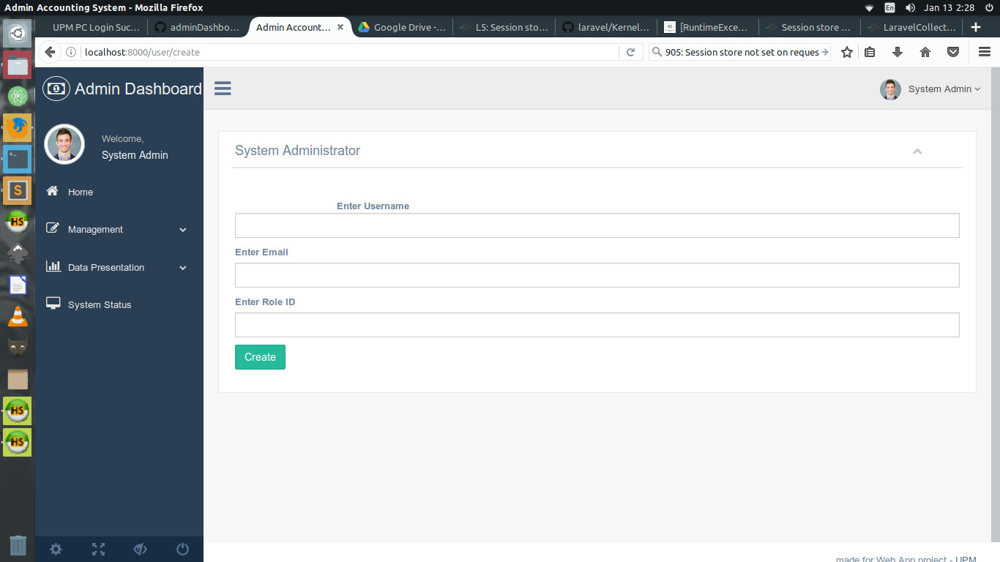 Admin Accounting System - Mozilla Firefox
En
Jan 13 2:28
UPM PC Login Suc...
adminDashbo...
Admin Account...
Google Drive -...
L5: Session sto...
laravel/Kernel...
[RuntimeExce...
Session store ...
LaravelCollect...
localhost:8000/user/create
905: Session store not set on reques
Admin Dashboard
System Admin
Welcome,
System Admin
Home
Management
Data Presentation
System Status
System Administrator
Enter Username
Enter Email
Enter Role ID
Create
S
HS
HS
HS
made for Web App project - UPM